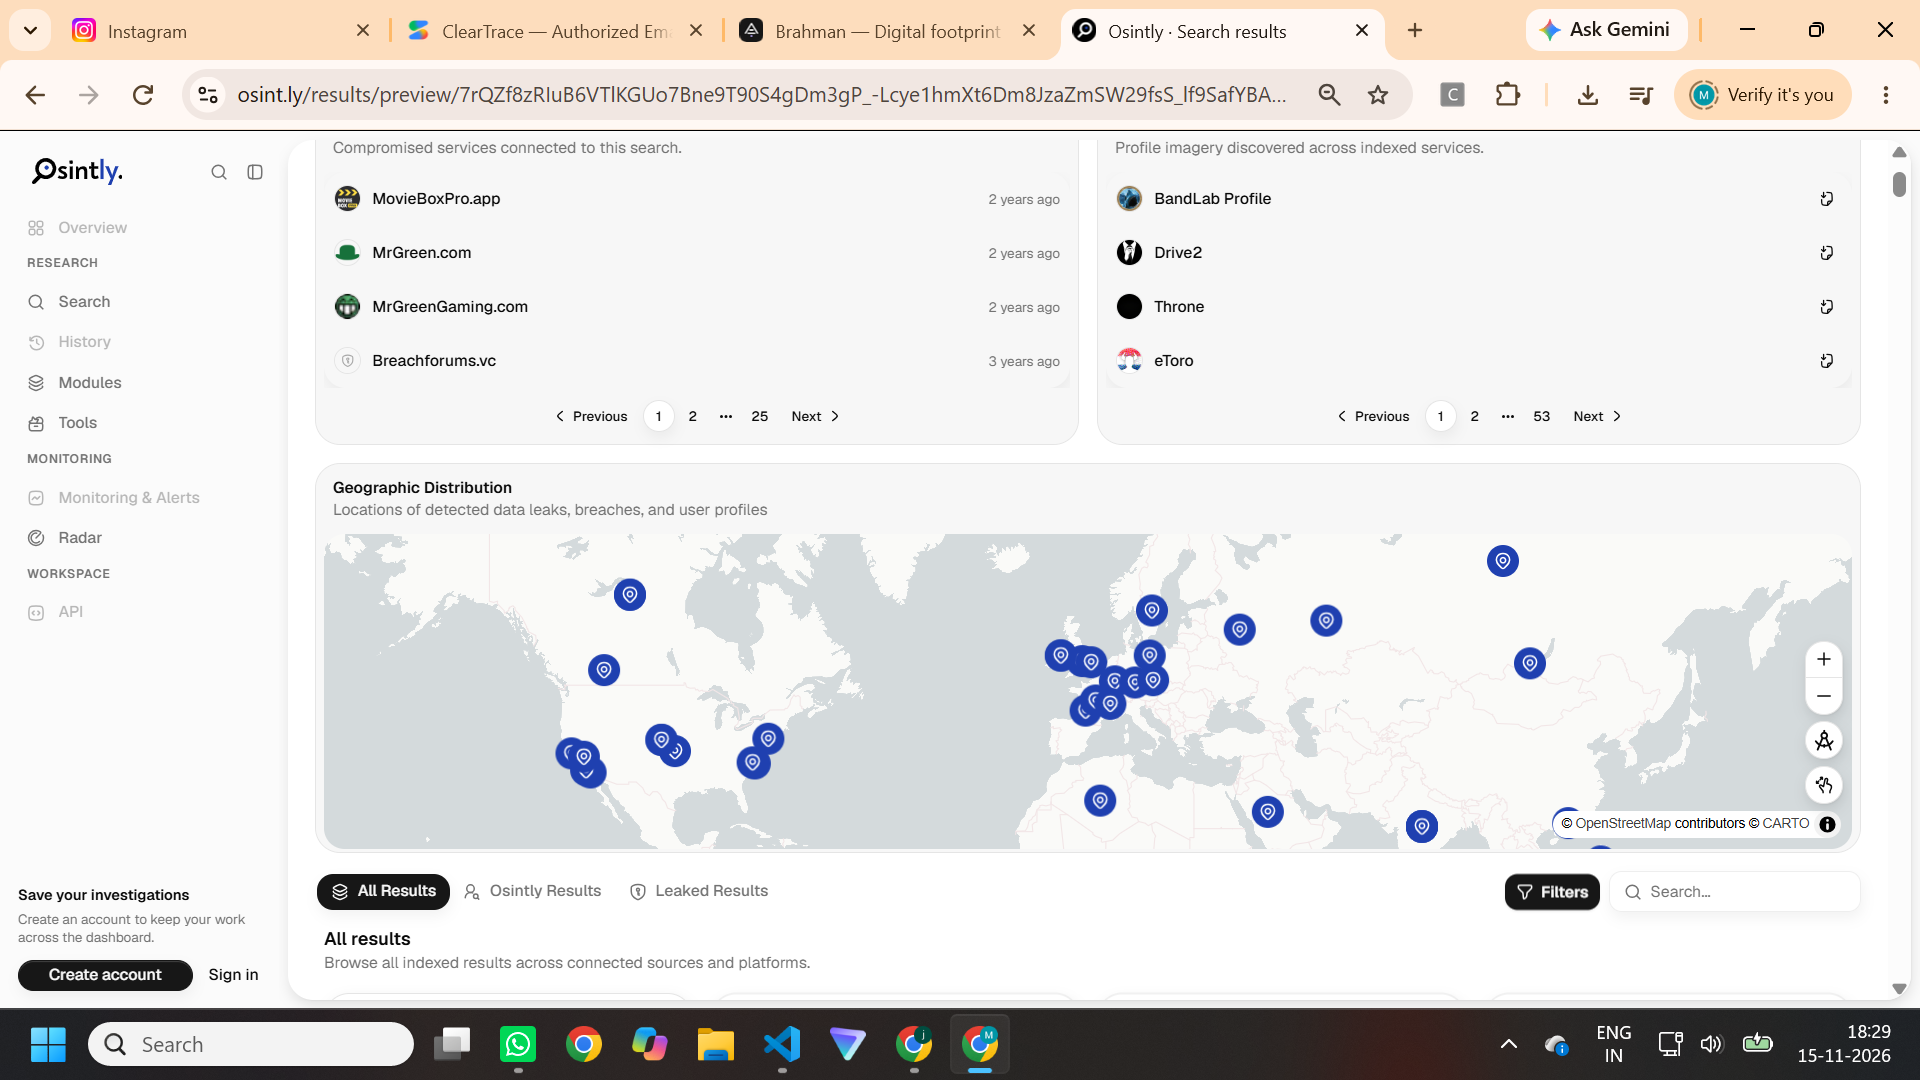 Instagram
ClearTrace — Authorized Em
Brahman — Digital footprint
Osintly · Search results
Ask Gemini
osint.ly/results/preview/7rQZf8zRIuB6VTlKGUo7Bne9T90S4gDm3gP_-Lcye1hmXt6Dm8JzaZmSW29fsS_lf9SafYBA...
C
M
Verify it's you
Osintly.
Overview
RESEARCH
Search
History
Modules
Tools
MONITORING
Monitoring & Alerts
Radar
WORKSPACE
API
Save your investigations
Create an account to keep your work
across the dashboard.
Create account
Sign in
Compromised services connected to this search.
MovieBoxPro.app
2 years ago
MrGreen.com
2 years ago
MrGreenGaming.com
2 years ago
Breachforums.vc
3 years ago
Previous 1 2 ••• 25 Next
Profile imagery discovered across indexed services.
BandLab Profile
Drive2
Throne
eToro
Previous 1 2 ••• 53 Next
Geographic Distribution
Locations of detected data leaks, breaches, and user profiles
© OpenStreetMap contributors © CARTO
All Results
Osintly Results
Leaked Results
Filters
Search...
All results
Browse all indexed results across connected sources and platforms.
Search
ENG
IN
18:29
15-11-2026